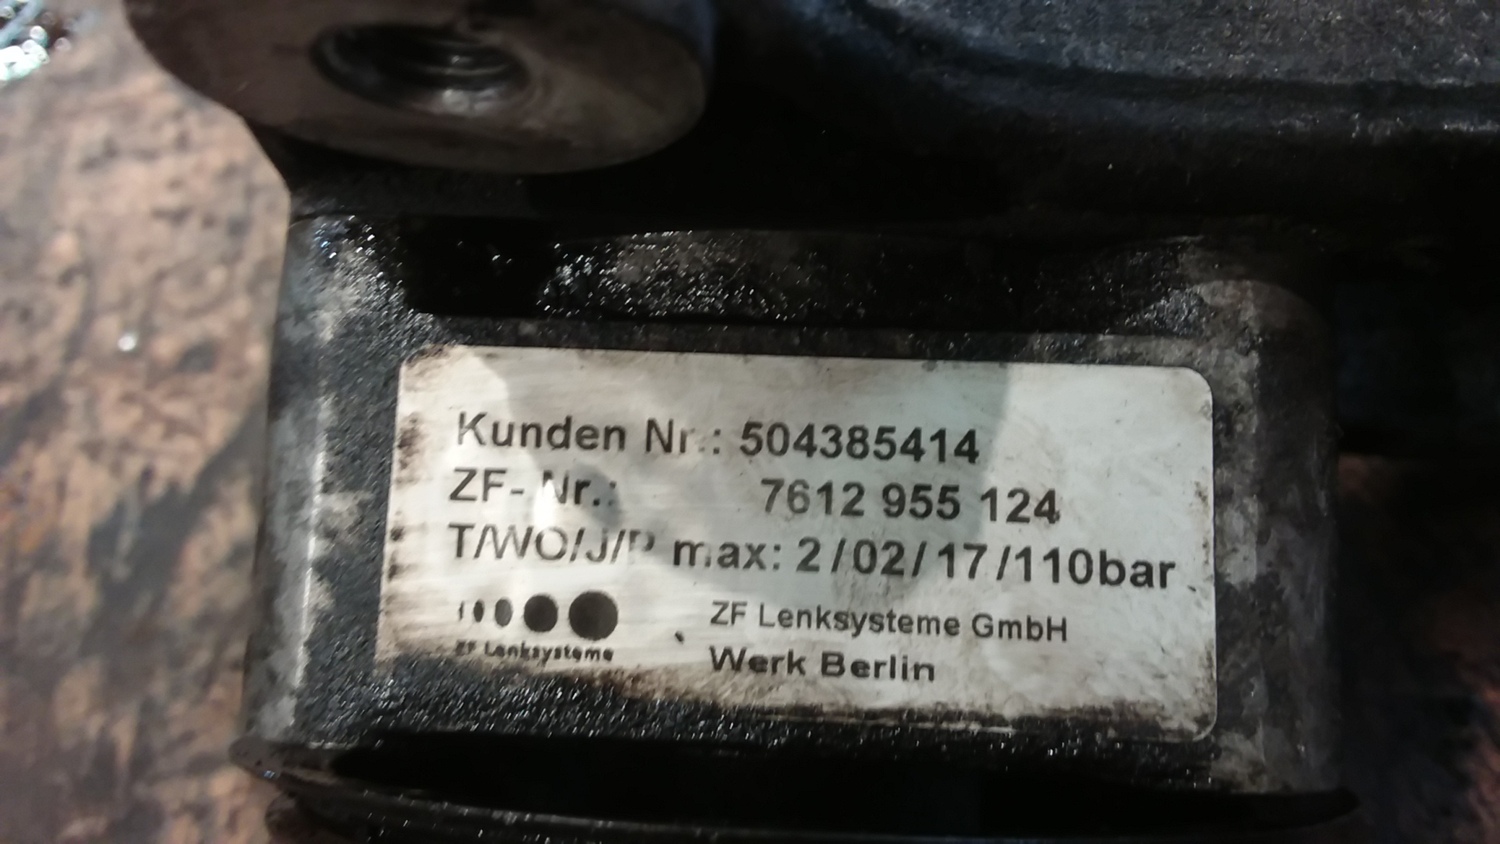 Kunden Nr.: 504385414
ZF- Nr.: 7612 955 124
T/WO/J/P max: 2/02/17/110bar
ZF Lenksysteme GmbH
ZF Lenksysteme
Werk Berlin